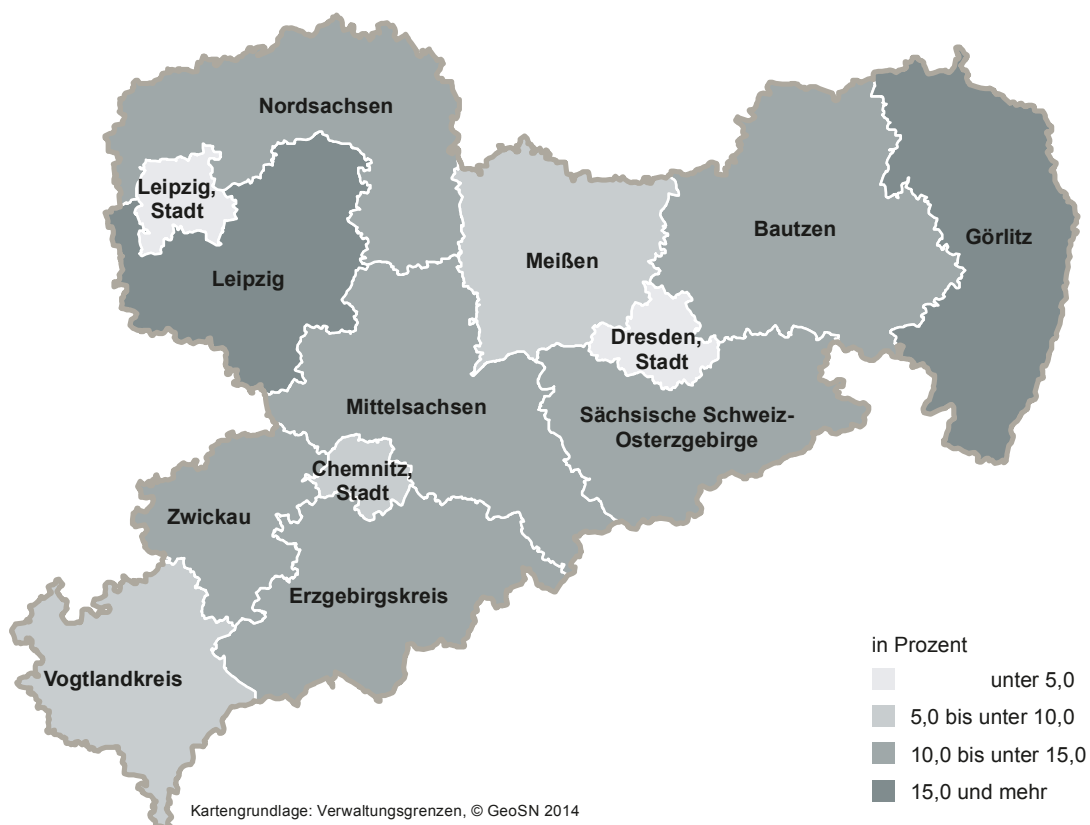 Nordsachsen
Leipzig,
Stadt
Leipzig
Meißen
Bautzen
Görlitz
Dresden,
Stadt
Mittelsachsen
Sächsische Schweiz-
Osterzgebirge
Chemnitz,
Stadt
Zwickau
Erzgebirgskreis
Vogtlandkreis
in Prozent
unter 5,0
5,0 bis unter 10,0
10,0 bis unter 15,0
15,0 und mehr
Kartengrundlage: Verwaltungsgrenzen, © GeoSN 2014